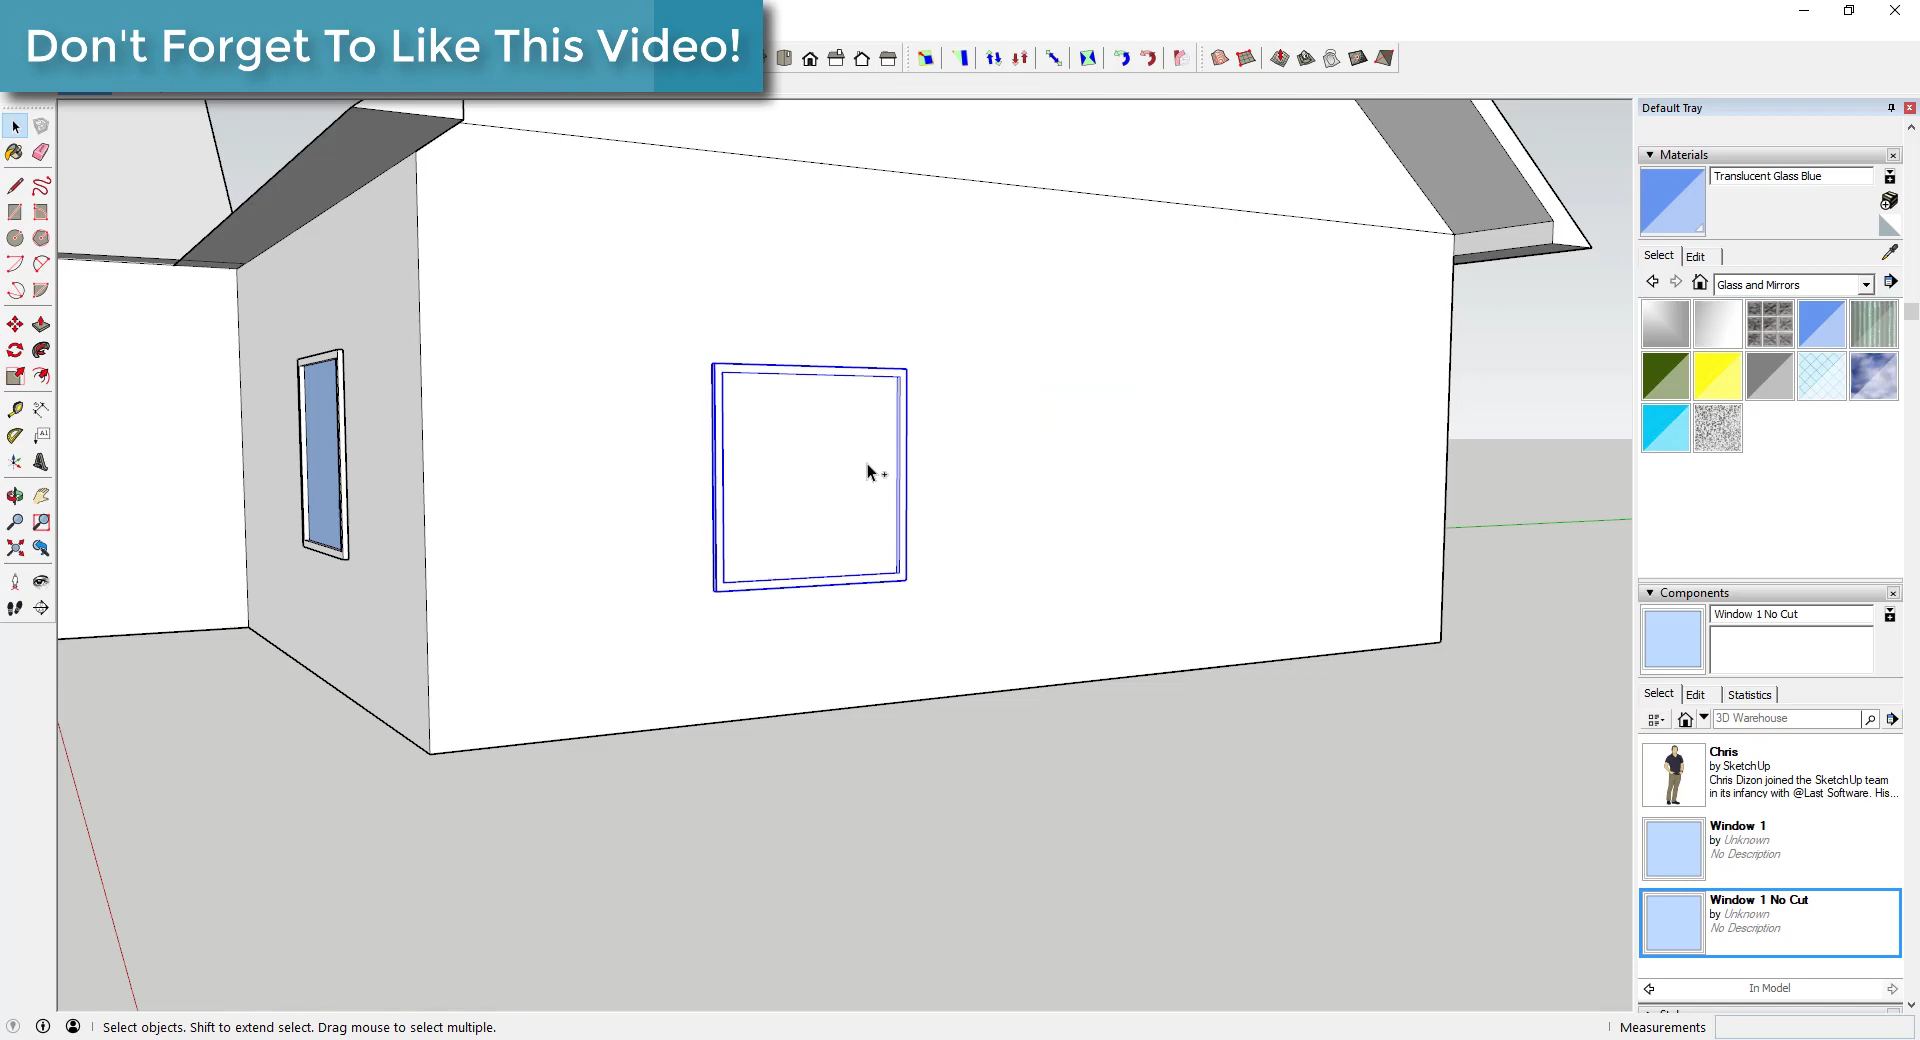 Don't Forget To Like This Video!
Default Tray
Materials
Translucent Glass Blue
Select
Edit
Glass and Mirrors
Components
Window 1 No Cut
Select
Edit
Statistics
3D Warehouse
Chris
by SketchUp
Chris Dizon joined the SketchUp team
in its infancy with @Last Software. His...
Window 1
by Unknown
No Description
Window 1 No Cut
by Unknown
No Description
In Model
Select objects. Shift to extend select. Drag mouse to select multiple.
Measurements